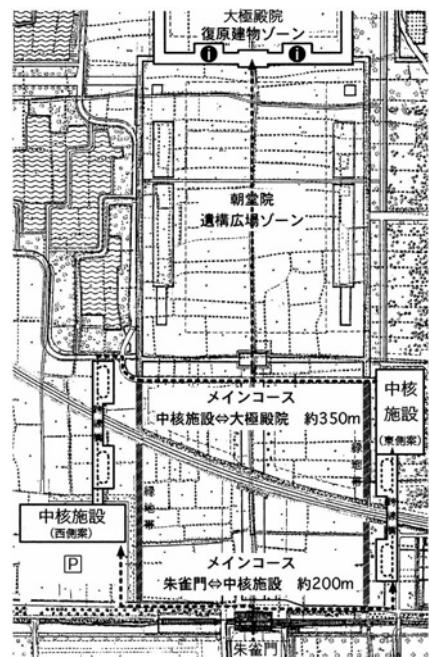 大極殿院
復原建物ゾーン
i
i
朝堂院
遺構広場ゾーン
メインコース
中核施設⇔大極殿院 約350m
中核
施設
(東側案)
緑地帯
緑地帯
中核施設
(西側案)
P
メインコース
朱雀門⇔中核施設 約200m
朱雀門